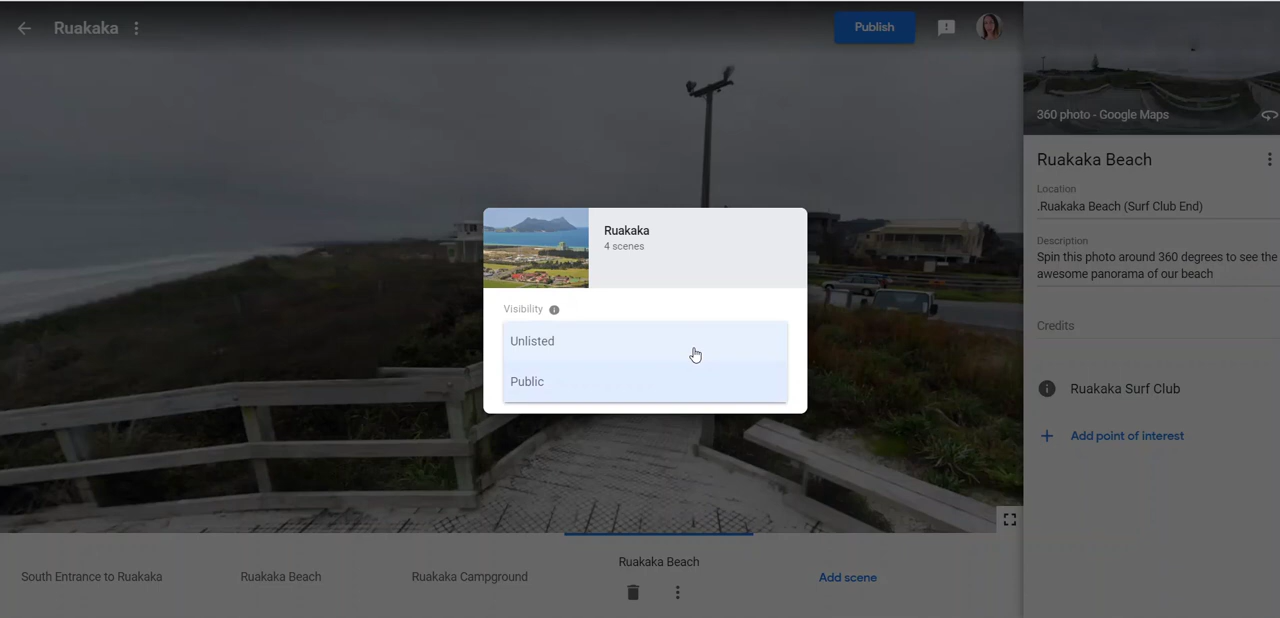 Ruakaka
Publish
360 photo - Google Maps
Ruakaka Beach
Location
.Ruakaka Beach (Surf Club End)
Description
Spin this photo around 360 degrees to see the
awesome panorama of our beach
Credits
Ruakaka Surf Club
Add point of interest
Ruakaka
4 scenes
Visibility
Unlisted
Public
South Entrance to Ruakaka
Ruakaka Beach
Ruakaka Campground
Ruakaka Beach
Add scene